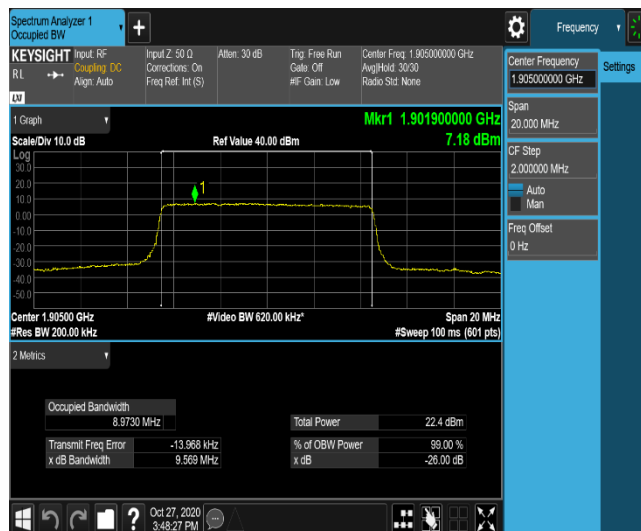 Spectrum Analyzer 1
Occupied BW
Frequency
KEYSIGHT
RL
LXI
Input: RF
Coupling: DC
Align: Auto
Input Z: 50 Ω
Corrections: On
Freq Ref: Int (S)
Atten: 30 dB
Trig: Free Run
Gate: Off
#IF Gain: Low
Center Freq: 1.905000000 GHz
Avg|Hold: 30/30
Radio Std: None
Center Frequency
1.905000000 GHz
Settings
Span
20.000 MHz
CF Step
2.000000 MHz
Auto
Man
Freq Offset
0 Hz
1 Graph
Mkr1 1.901900000 GHz
Scale/Div 10.0 dB
Ref Value 40.00 dBm
7.18 dBm
Log
30.0
20.0
10.0
0.00
-10.0
-20.0
-30.0
-40.0
-50.0
1
Center 1.90500 GHz
#Video BW 620.00 kHz*
Span 20 MHz
#Res BW 200.00 kHz
#Sweep 100 ms (601 pts)
2 Metrics
Occupied Bandwidth
8.9730 MHz
Total Power 22.4 dBm
Transmit Freq Error -13.968 kHz
% of OBW Power 99.00 %
x dB Bandwidth 9.569 MHz
x dB -26.00 dB
?
Oct 27, 2020
3:48:27 PM